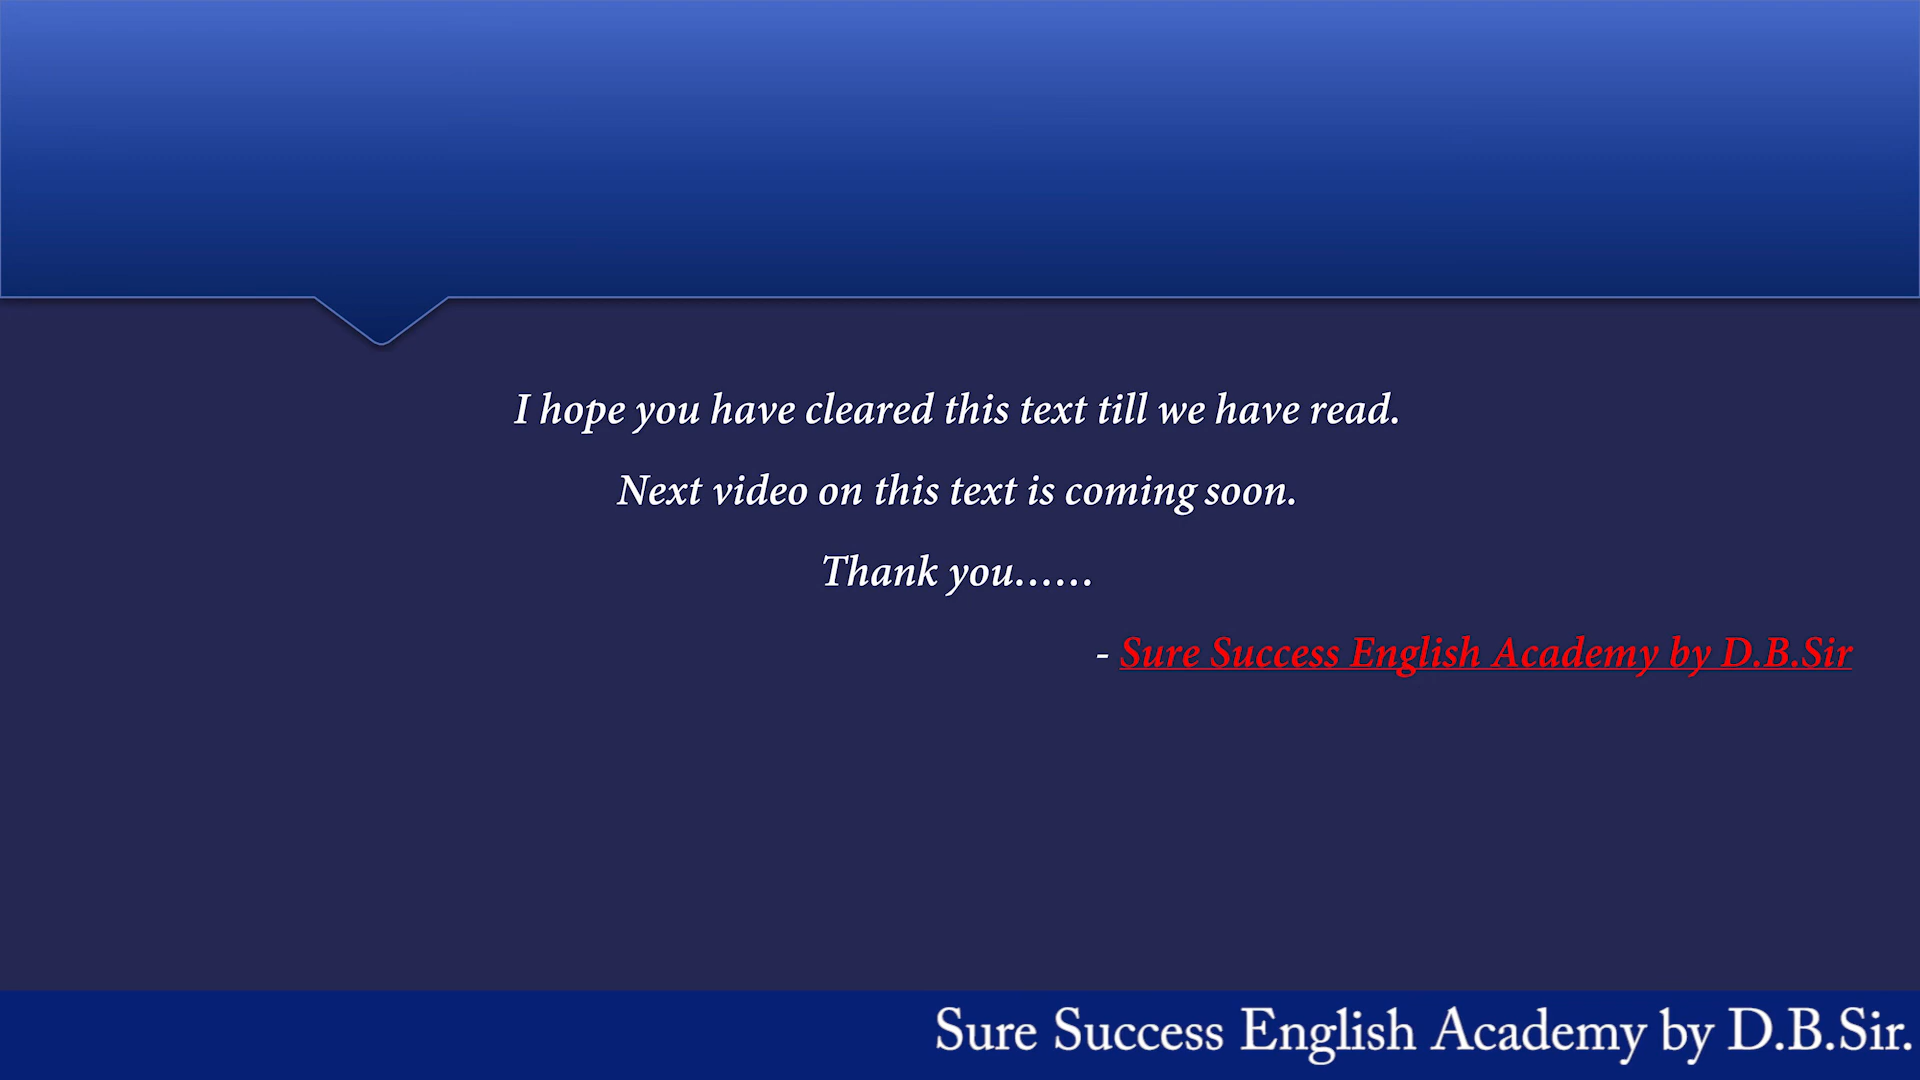 I hope you have cleared this text till we have read.
Next video on this text is coming soon.
Thank you......
- Sure Success English Academy by D.B.Sir
Sure Success English Academy by D.B.Sir.